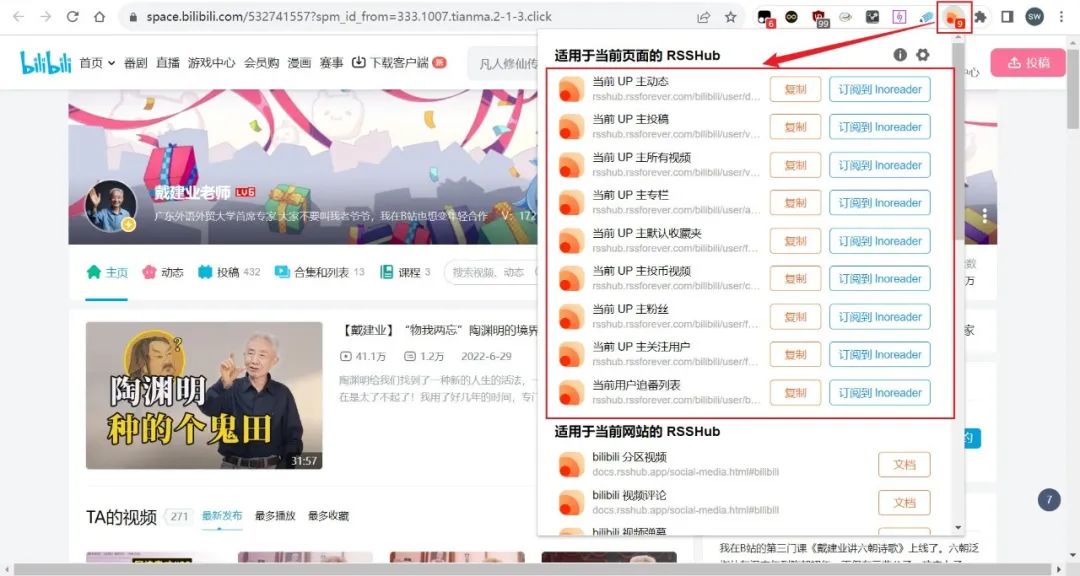 space.bilibili.com/532741557?spm_id_from=333.1007.tianma.2-1-3.click
6
99
9
SW
bilibili
首页 番剧 直播 游戏中心 会员购 漫画 赛事 下载客户端 新
凡人修仙传
投稿
戴建业老师 LV6
广东外语外贸大学首席专家 大家不要叫我老爷爷，我在B站也想变年轻合作 V：172
主页 动态 投稿 432 合集和列表 13 课程 3
搜索视频、动态
陶渊明
种的个鬼田
31:57
【戴建业】“物我两忘”陶渊明的境界
41.1万 1.2万 2022-6-29
陶渊明给我们找到了一种新的人生的活法，一
在是太了不起了！我用了好几年的时间，专门
TA的视频 271 最新发布 最多播放 最多收藏
适用于当前页面的 RSSHub
当前 UP 主动态
rsshub.rssforever.com/bilibili/user/d...
复制 订阅到 Inoreader
当前 UP 主投稿
rsshub.rssforever.com/bilibili/user/v...
复制 订阅到 Inoreader
当前 UP 主所有视频
rsshub.rssforever.com/bilibili/user/v...
复制 订阅到 Inoreader
当前 UP 主专栏
rsshub.rssforever.com/bilibili/user/a...
复制 订阅到 Inoreader
当前 UP 主默认收藏夹
rsshub.rssforever.com/bilibili/user/f...
复制 订阅到 Inoreader
当前 UP 主投币视频
rsshub.rssforever.com/bilibili/user/c...
复制 订阅到 Inoreader
当前 UP 主粉丝
rsshub.rssforever.com/bilibili/user/f...
复制 订阅到 Inoreader
当前 UP 主关注用户
rsshub.rssforever.com/bilibili/user/f...
复制 订阅到 Inoreader
当前用户追番列表
rsshub.rssforever.com/bilibili/user/b...
复制 订阅到 Inoreader
适用于当前网站的 RSSHub
bilibili 分区视频
docs.rsshub.app/social-media.html#bilibili
文档
bilibili 视频评论
docs.rsshub.app/social-media.html#bilibili
文档
bilibili 视频弹幕
数
万
家
约
7
我在B站的第三门课《戴建业讲六朝诗歌》上线了。六朝泛